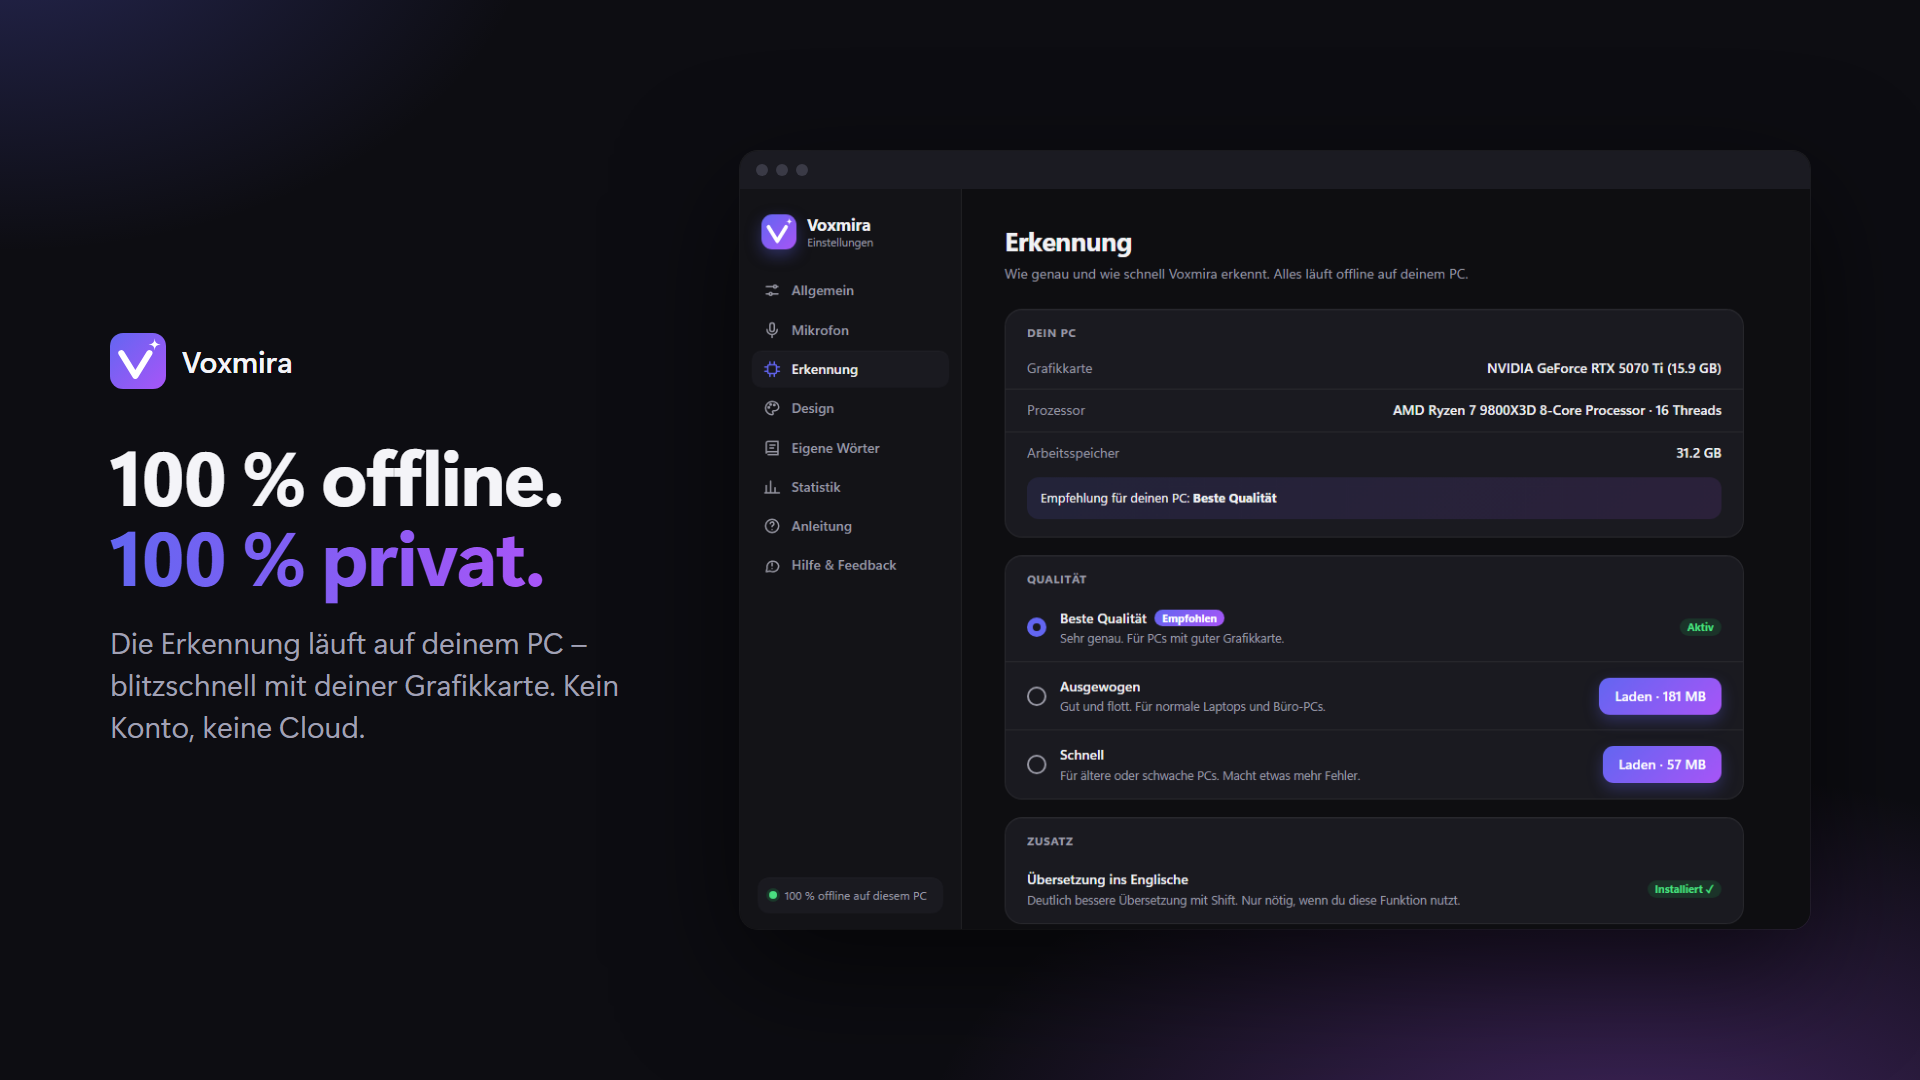 Voxmira
100 % offline.
100 % privat.
Die Erkennung läuft auf deinem PC –
blitzschnell mit deiner Grafikkarte. Kein
Konto, keine Cloud.
Voxmira
Einstellungen
Allgemein
Mikrofon
Erkennung
Design
Eigene Wörter
Statistik
Anleitung
Hilfe & Feedback
100 % offline auf diesem PC
Erkennung
Wie genau und wie schnell Voxmira erkennt. Alles läuft offline auf deinem PC.
DEIN PC
Grafikkarte NVIDIA GeForce RTX 5070 Ti (15.9 GB)
Prozessor AMD Ryzen 7 9800X3D 8-Core Processor · 16 Threads
Arbeitsspeicher 31.2 GB
Empfehlung für deinen PC: Beste Qualität
QUALITÄT
Beste Qualität Empfohlen
Sehr genau. Für PCs mit guter Grafikkarte.
Aktiv
Ausgewogen
Gut und flott. Für normale Laptops und Büro-PCs.
Laden · 181 MB
Schnell
Für ältere oder schwache PCs. Macht etwas mehr Fehler.
Laden · 57 MB
ZUSATZ
Übersetzung ins Englische
Deutlich bessere Übersetzung mit Shift. Nur nötig, wenn du diese Funktion nutzt.
Installiert ✓